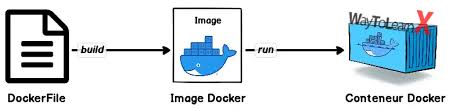 Image
WayToLearnX
build
run
DockerFile
Image Docker
Conteneur Docker